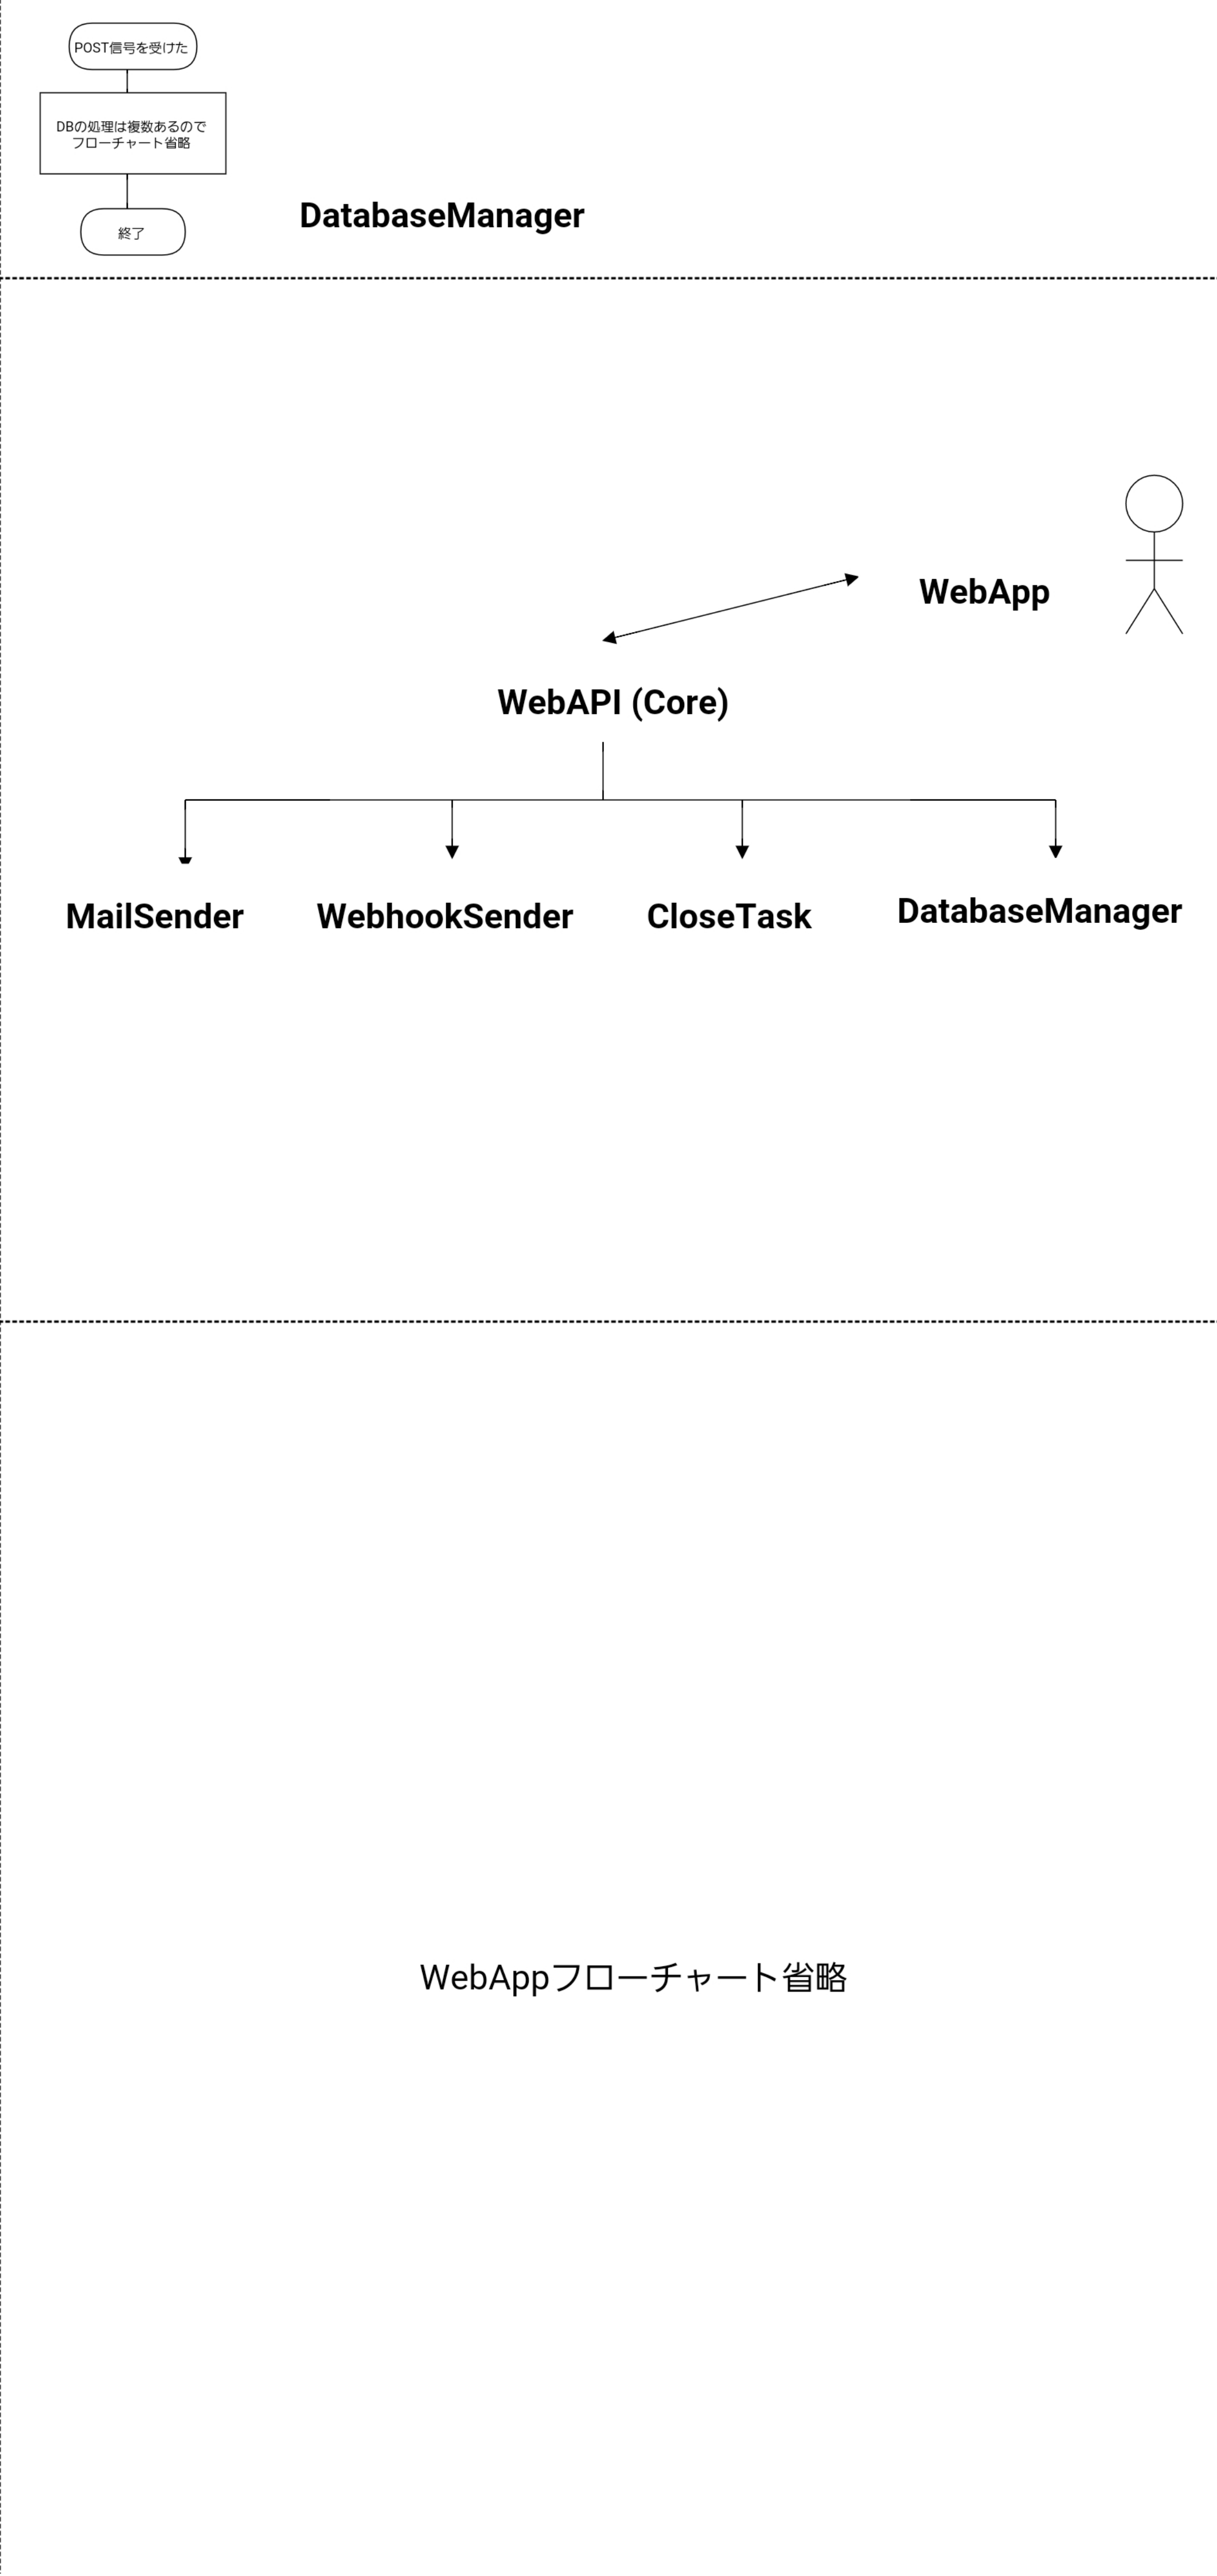 POST信号を受けた
DBの処理は複数あるので
フローチャート省略
終了
DatabaseManager
WebApp
WebAPI (Core)
MailSender
WebhookSender
CloseTask
DatabaseManager
WebAppフローチャート省略